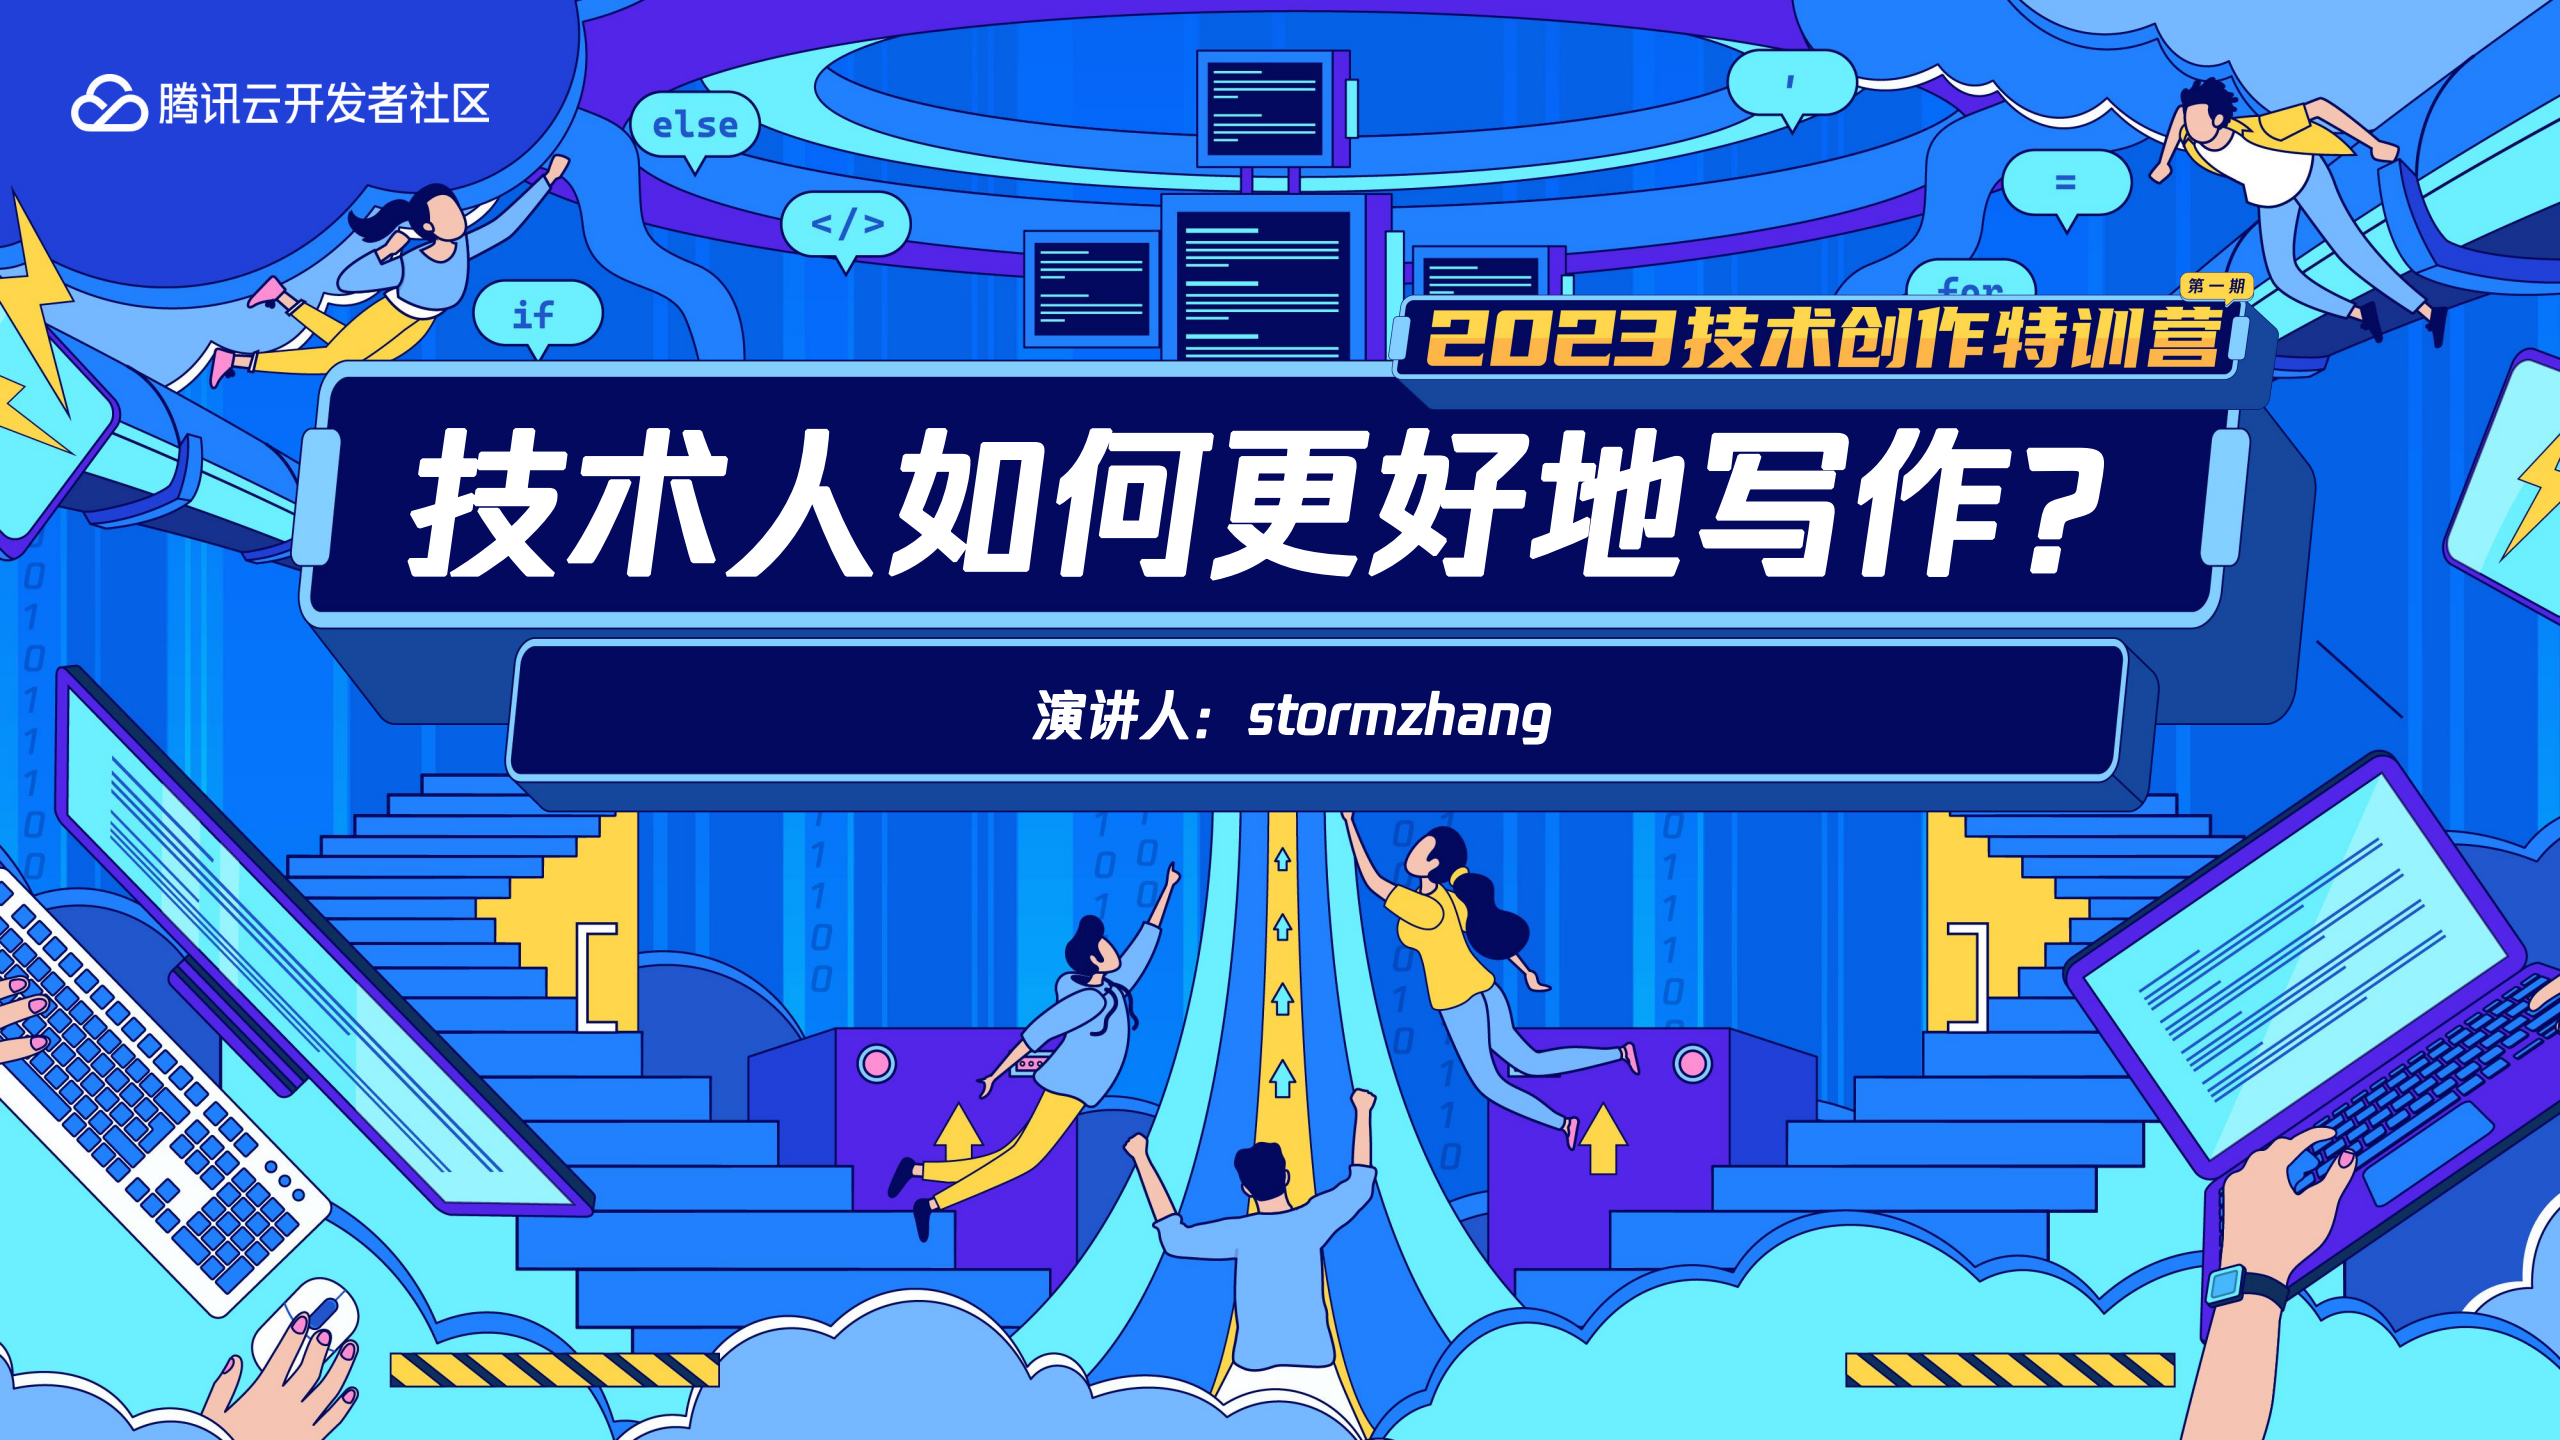 腾讯云开发者社区
else
</>
if
'
=
for
第一期
2023技术创作特训营
技术人如何更好地写作?
演讲人：stormzhang